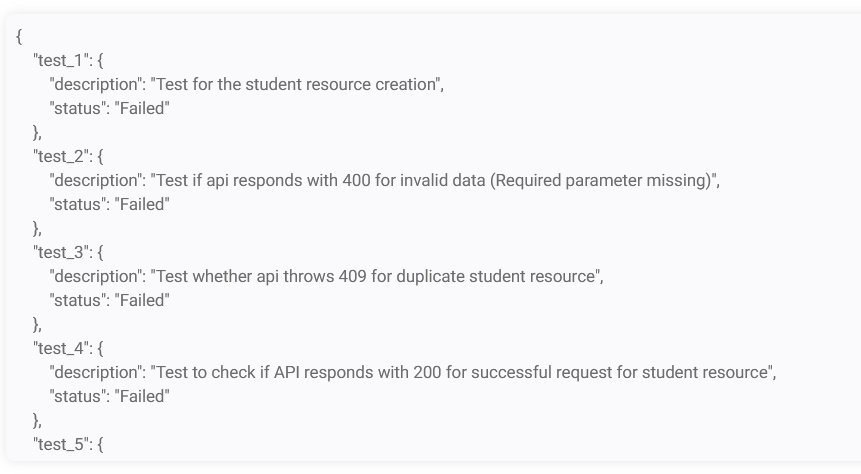 {
"test_1": {
"description": "Test for the student resource creation",
"status": "Failed"
},
"test_2": {
"description": "Test if api responds with 400 for invalid data (Required parameter missing)",
"status": "Failed"
},
"test_3": {
"description": "Test whether api throws 409 for duplicate student resource",
"status": "Failed"
},
"test_4": {
"description": "Test to check if API responds with 200 for successful request for student resource",
"status": "Failed"
},
"test_5": {